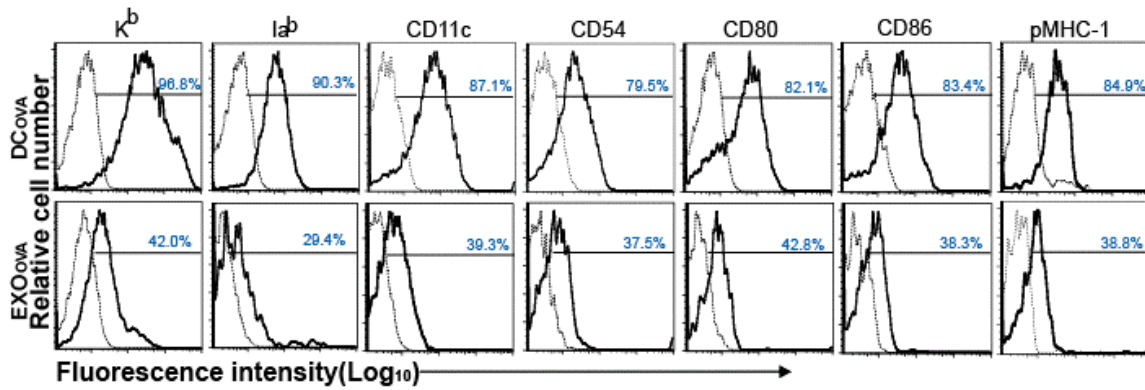 K^b Ia^b CD11c CD54 CD80 CD86 pMHC-1
DCOVA
96.8% 90.3% 87.1% 79.5% 82.1% 83.4% 84.9%
Relative cell number
EXOOVA
42.0% 29.4% 39.3% 37.5% 42.8% 38.3% 38.8%
Fluorescence intensity(Log₁₀)